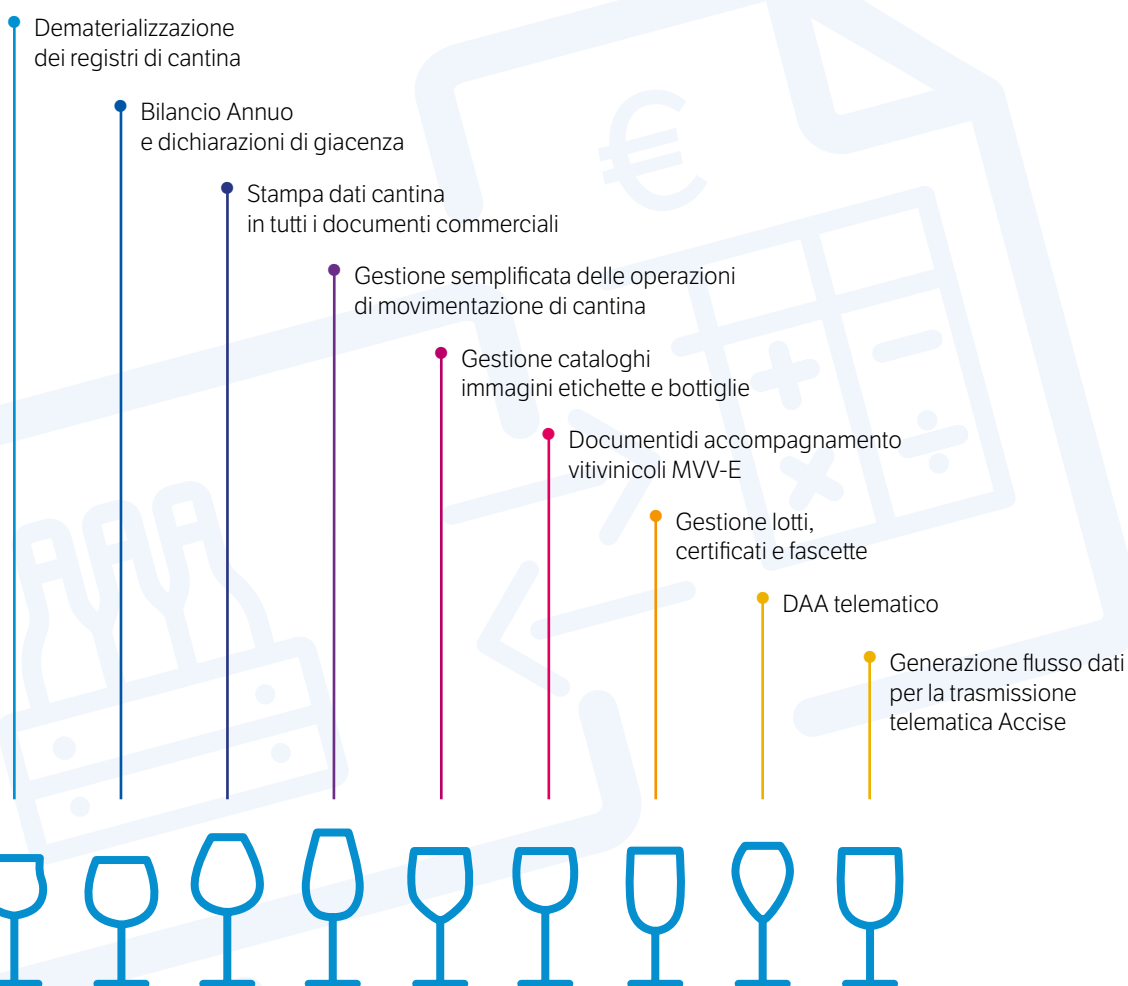 Dematerializzazione
dei registri di cantina
Bilancio Annuo
e dichiarazioni di giacenza
Stampa dati cantina
in tutti i documenti commerciali
Gestione semplificata delle operazioni
di movimentazione di cantina
Gestione cataloghi
immagini etichette e bottiglie
Documentidi accompagnamento
vitivinicoli MVV-E
Gestione lotti,
certificati e fascette
DAA telematico
Generazione flusso dati
per la trasmissione
telematica Accise